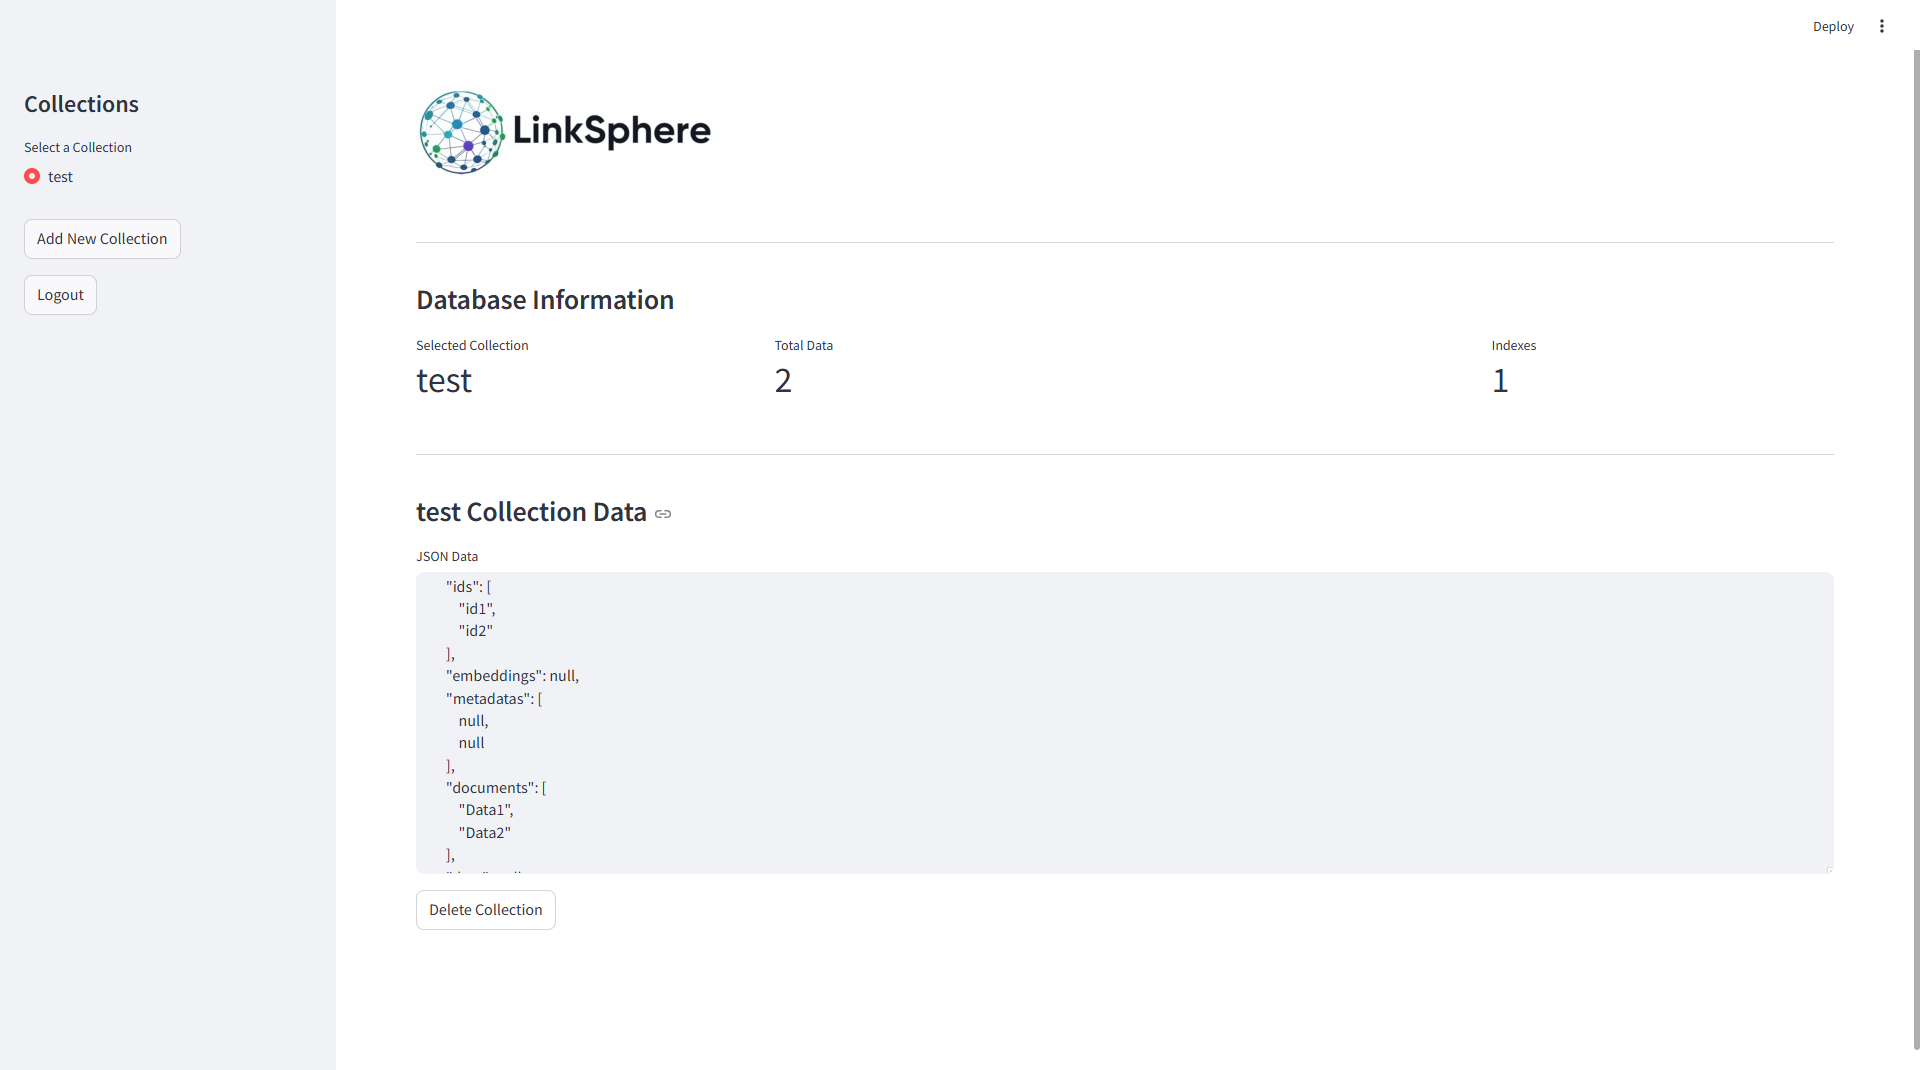 Deploy
Collections
Select a Collection
test
Add New Collection
Logout
LinkSphere
Database Information
Selected Collection
test
Total Data
2
Indexes
1
test Collection Data
JSON Data
"ids": [
"id1",
"id2"
],
"embeddings": null,
"metadatas": [
null,
null
],
"documents": [
"Data1",
"Data2"
],
Delete Collection